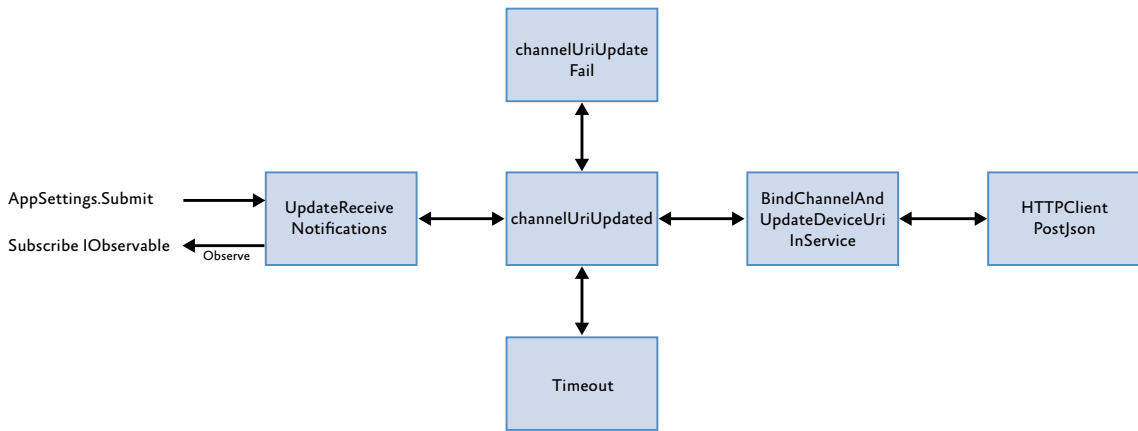 channelUriUpdate
Fail
AppSettings.Submit
Subscribe IObservable
Observe
UpdateReceive
Notifications
channelUriUpdated
BindChannelAnd
UpdateDeviceUri
InService
HTTPClient
PostJson
Timeout